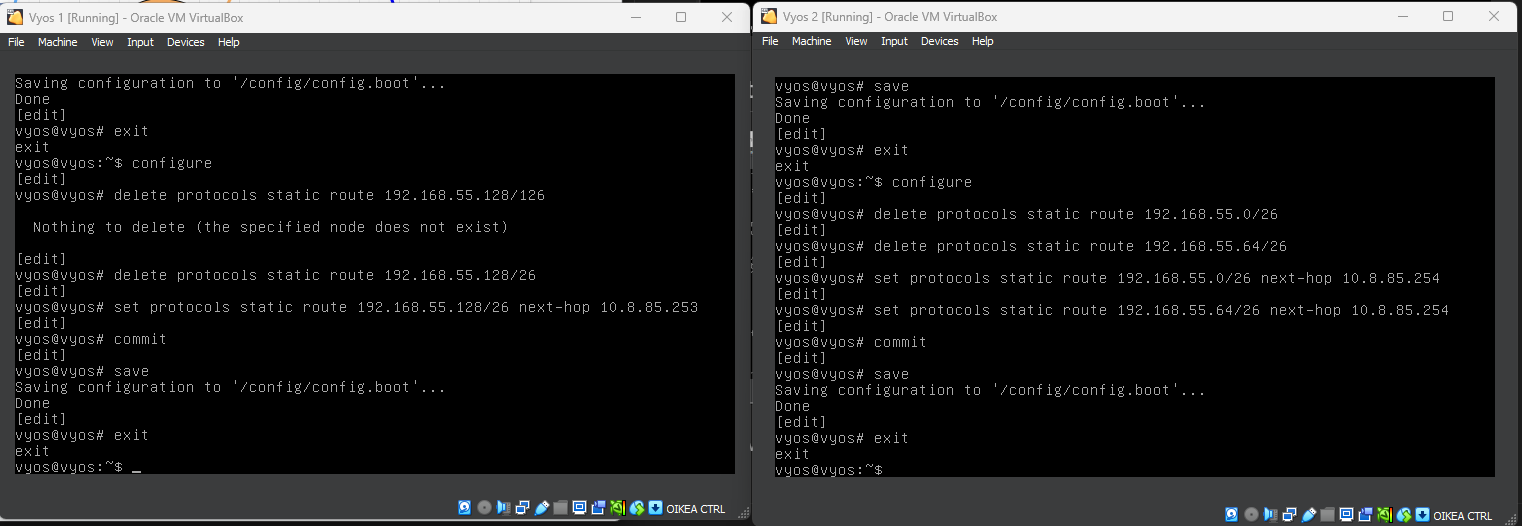 Vyos 1 [Running] - Oracle VM VirtualBox
File Machine View Input Devices Help
Saving configuration to '/config/config.boot'...
Done
[edit]
vyos@vyos# exit
exit
vyos@vyos:~$ configure
[edit]
vyos@vyos# delete protocols static route 192.168.55.128/126
Nothing to delete (the specified node does not exist)
[edit]
vyos@vyos# delete protocols static route 192.168.55.128/26
[edit]
vyos@vyos# set protocols static route 192.168.55.128/26 next-hop 10.8.85.253
[edit]
vyos@vyos# commit
[edit]
vyos@vyos# save
Saving configuration to '/config/config.boot'...
Done
[edit]
vyos@vyos# exit
exit
vyos@vyos:~$ _
OIKEA CTRL
Vyos 2 [Running] - Oracle VM VirtualBox
File Machine View Input Devices Help
vyos@vyos# save
Saving configuration to '/config/config.boot'...
Done
[edit]
vyos@vyos# exit
exit
vyos@vyos:~$ configure
[edit]
vyos@vyos# delete protocols static route 192.168.55.0/26
[edit]
vyos@vyos# delete protocols static route 192.168.55.64/26
[edit]
vyos@vyos# set protocols static route 192.168.55.0/26 next-hop 10.8.85.254
[edit]
vyos@vyos# set protocols static route 192.168.55.64/26 next-hop 10.8.85.254
[edit]
vyos@vyos# commit
[edit]
vyos@vyos# save
Saving configuration to '/config/config.boot'...
Done
[edit]
vyos@vyos# exit
exit
vyos@vyos:~$
OIKEA CTRL